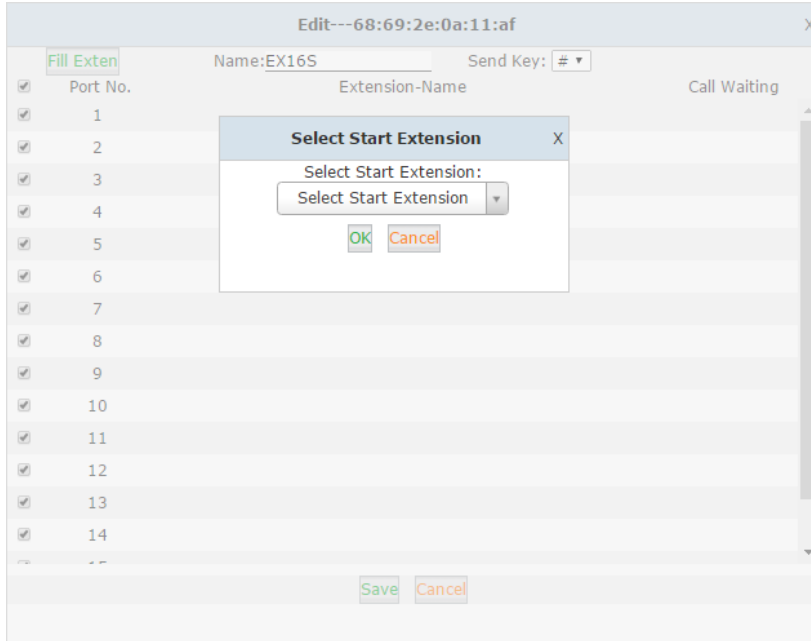 Edit---68:69:2e:0a:11:af X
Fill Exten Name:EX16S Send Key: #
Port No. Extension-Name Call Waiting
1
Select Start Extension X
2
Select Start Extension:
3
Select Start Extension
4
OK Cancel
5
6
7
8
9
10
11
12
13
14
Save Cancel